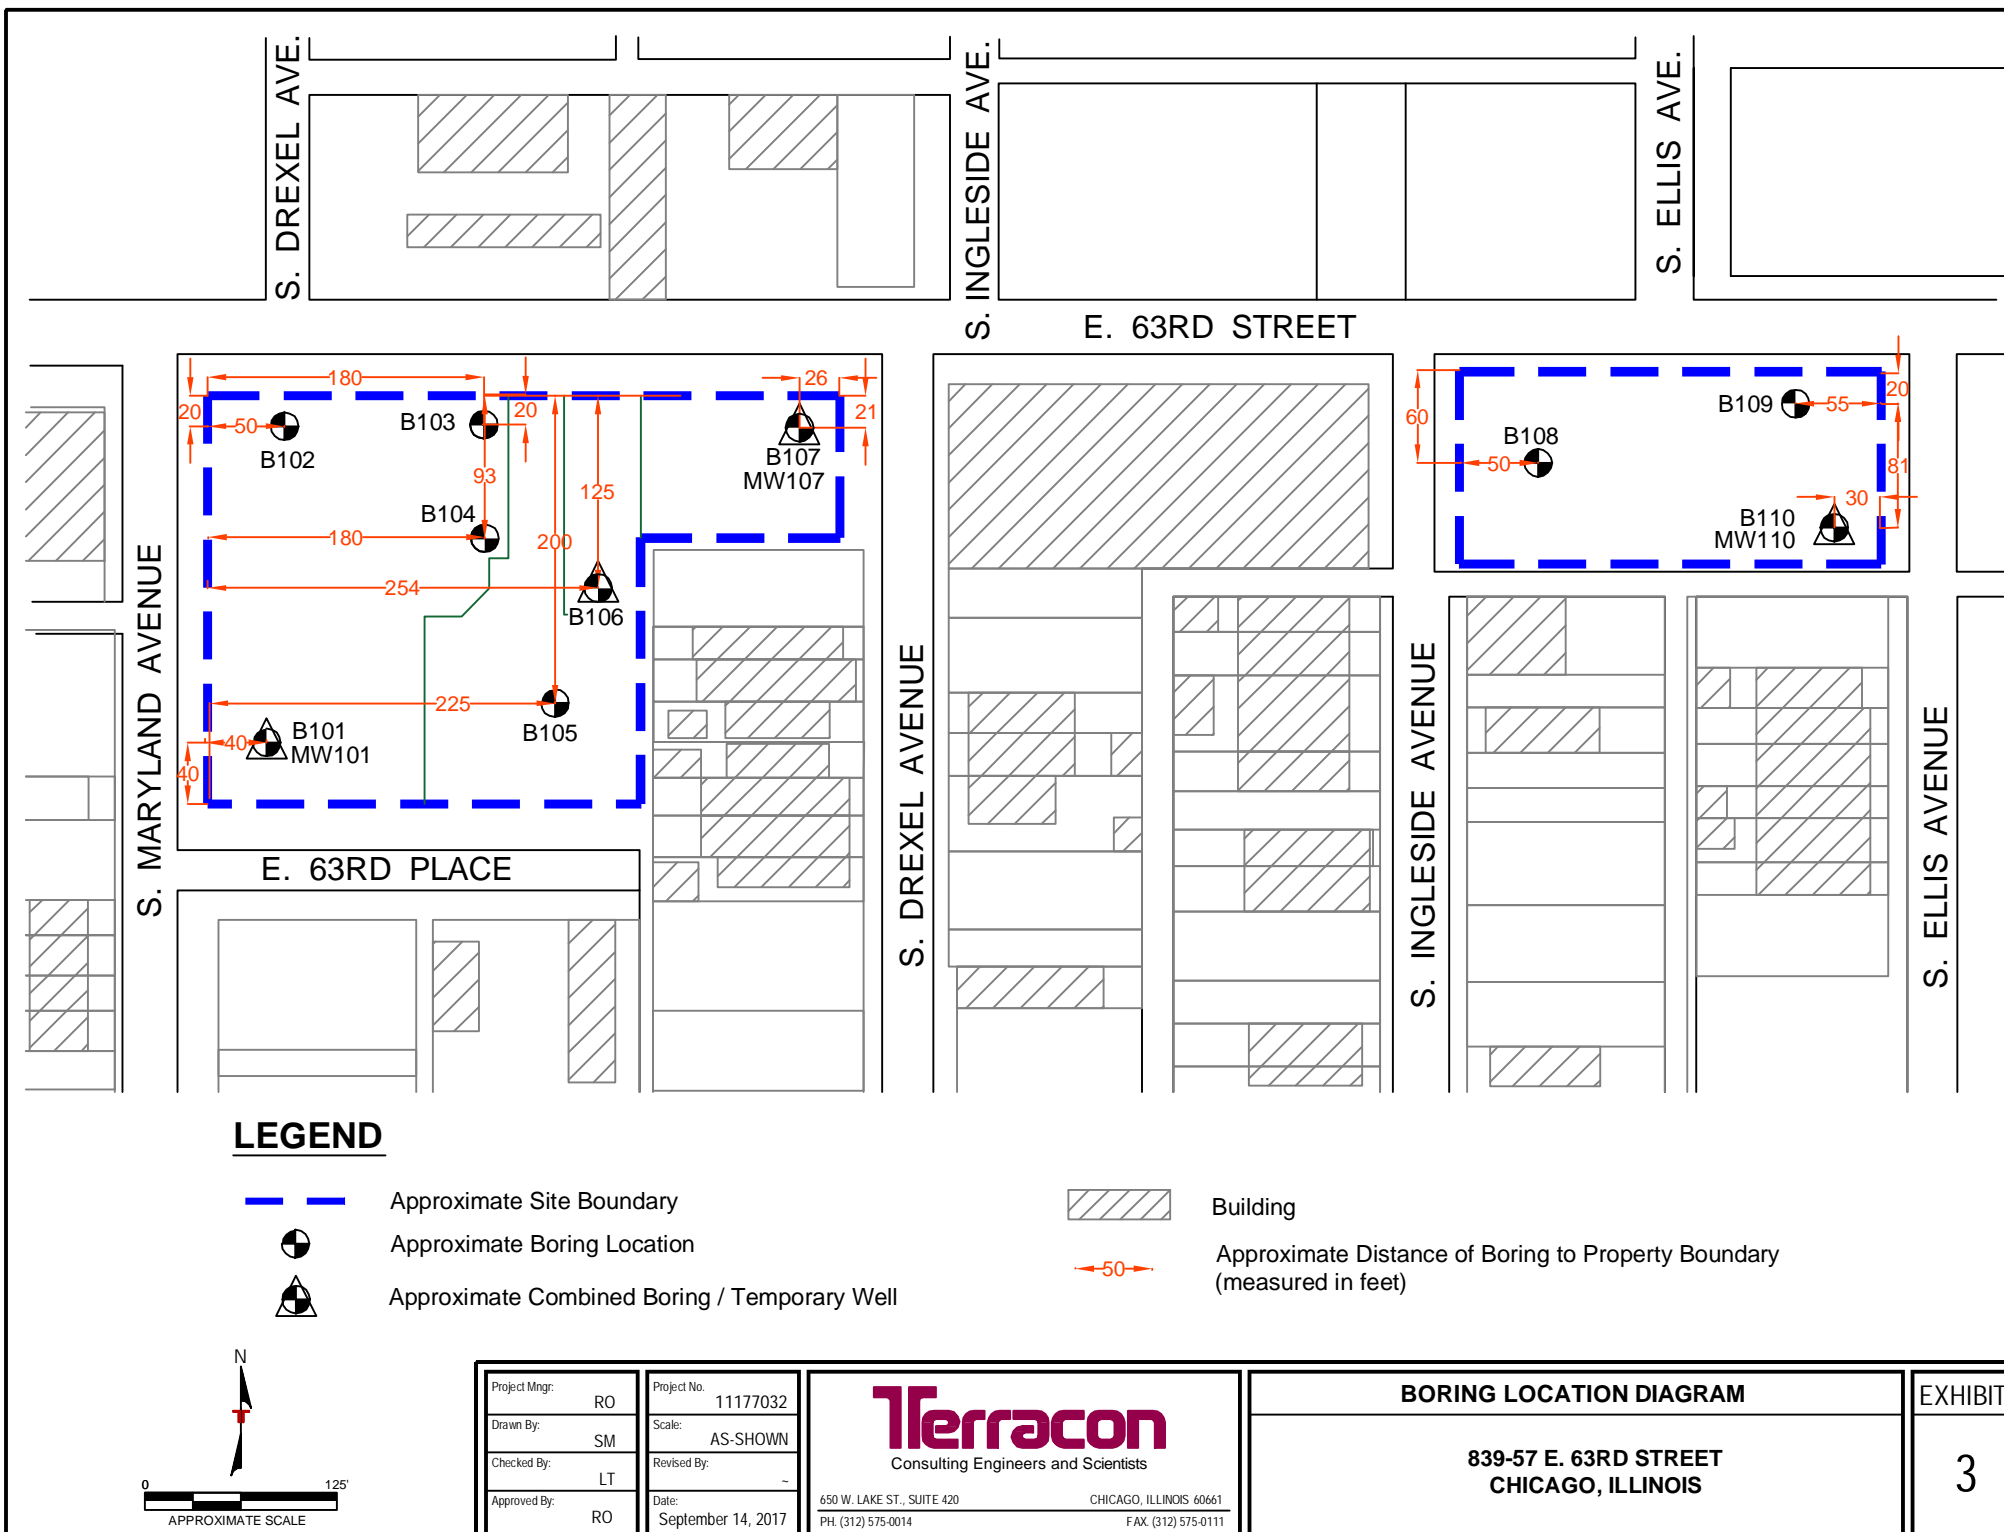 S. DREXEL AVE.
S. INGLESIDE AVE.
S. ELLIS AVE.
E. 63RD STREET
180
26
20
50
B102
B103
20
21
B107
MW107
93
125
B104
180
200
254
B106
225
B105
40
B101
MW101
40
60
B108
50
B109
55
20
81
30
B110
MW110
S. MARYLAND AVENUE
E. 63RD PLACE
S. DREXEL AVENUE
S. INGLESIDE AVENUE
S. ELLIS AVENUE
LEGEND
Approximate Site Boundary
Approximate Boring Location
Approximate Combined Boring / Temporary Well
Building
50
Approximate Distance of Boring to Property Boundary
(measured in feet)
N
0 125'
APPROXIMATE SCALE
Project Mngr: RO
Drawn By: SM
Checked By: LT
Approved By: RO
Project No. 11177032
Scale: AS-SHOWN
Revised By: ~
Date: September 14, 2017
Terracon
Consulting Engineers and Scientists
650 W. LAKE ST., SUITE 420 CHICAGO, ILLINOIS 60661
PH. (312) 575-0014 FAX. (312) 575-0111
BORING LOCATION DIAGRAM
839-57 E. 63RD STREET
CHICAGO, ILLINOIS
EXHIBIT
3